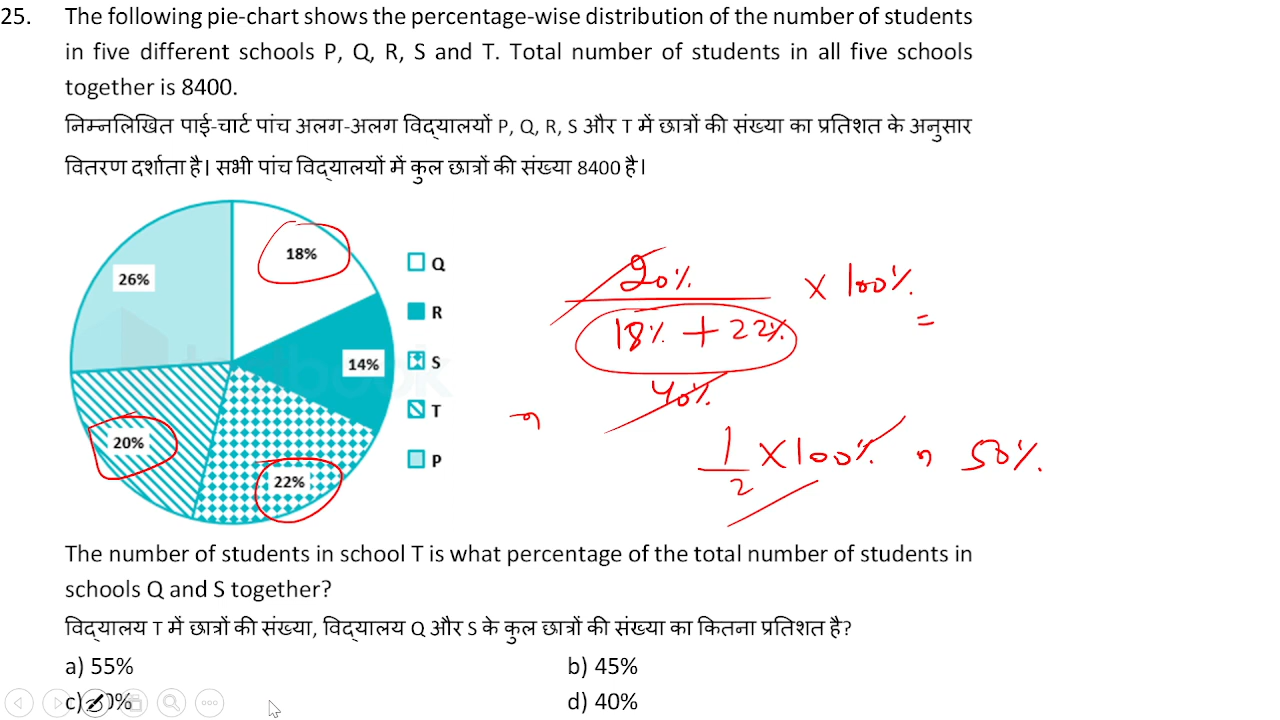 25. The following pie-chart shows the percentage-wise distribution of the number of students
in five different schools P, Q, R, S and T. Total number of students in all five schools
together is 8400.
निम्नलिखित पाई-चार्ट पांच अलग-अलग विद्यालयों P, Q, R, S और T में छात्रों की संख्या का प्रतिशत के अनुसार
वितरण दर्शाता है। सभी पांच विद्यालयों में कुल छात्रों की संख्या 8400 है।
18%
26%
14%
20%
22%
Q
R
S
T
P
20%
18% + 22%
× 100%
=
40%
1/2 × 100% 50%
The number of students in school T is what percentage of the total number of students in
schools Q and S together?
विद्यालय T में छात्रों की संख्या, विद्यालय Q और S के कुल छात्रों की संख्या का कितना प्रतिशत है?
a) 55%
b) 45%
c) 0%
d) 40%